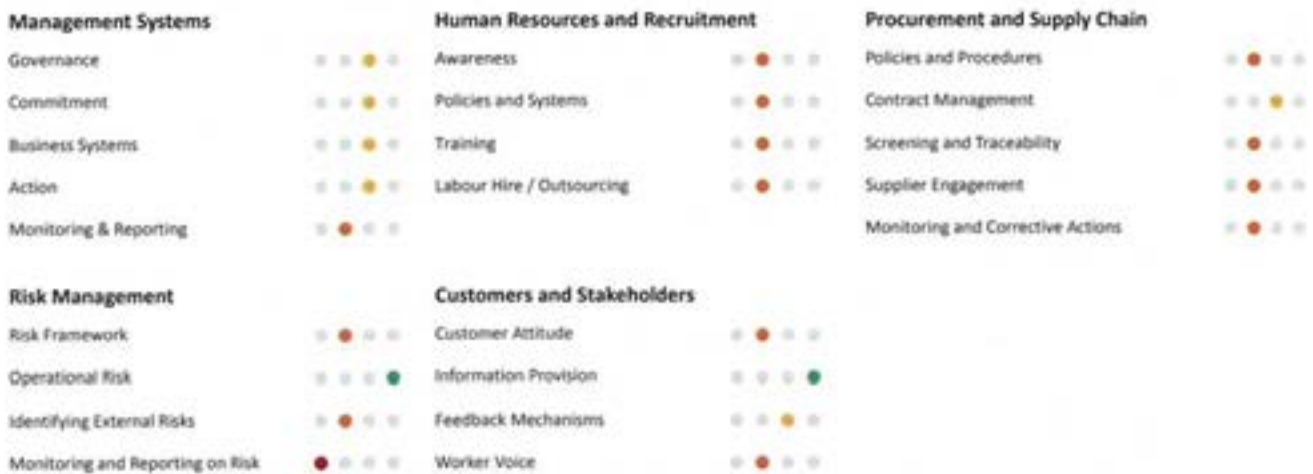 Management Systems
Governance
Commitment
Business Systems
Action
Monitoring & Reporting
Human Resources and Recruitment
Awareness
Policies and Systems
Training
Labour Hire / Outsourcing
Procurement and Supply Chain
Policies and Procedures
Contract Management
Screening and Traceability
Supplier Engagement
Monitoring and Corrective Actions
Risk Management
Risk Framework
Operational Risk
Identifying External Risks
Monitoring and Reporting on Risk
Customers and Stakeholders
Customer Attitude
Information Provision
Feedback Mechanisms
Worker Voice